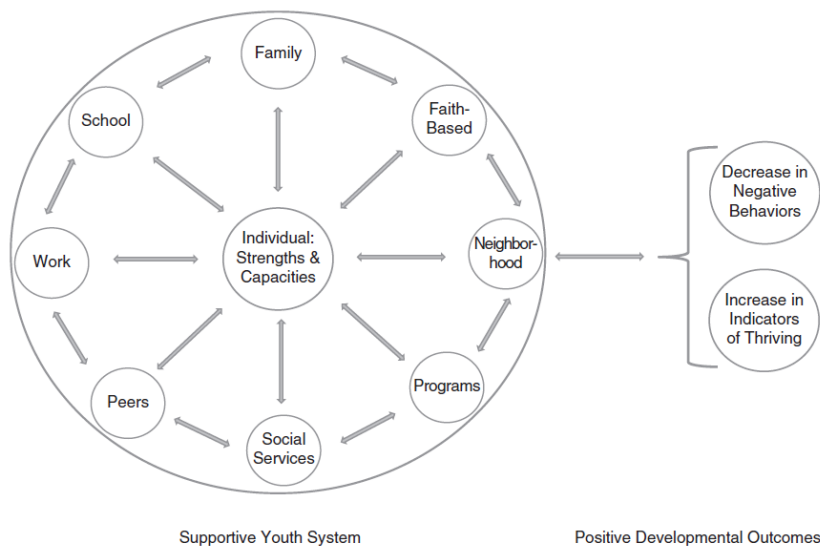 Family
School
Faith-
Based
Work
Individual:
Strengths &
Capacities
Neighbor-
hood
Peers
Programs
Social
Services
Decrease in
Negative
Behaviors
Increase in
Indicators
of Thriving
Supportive Youth System
Positive Developmental Outcomes